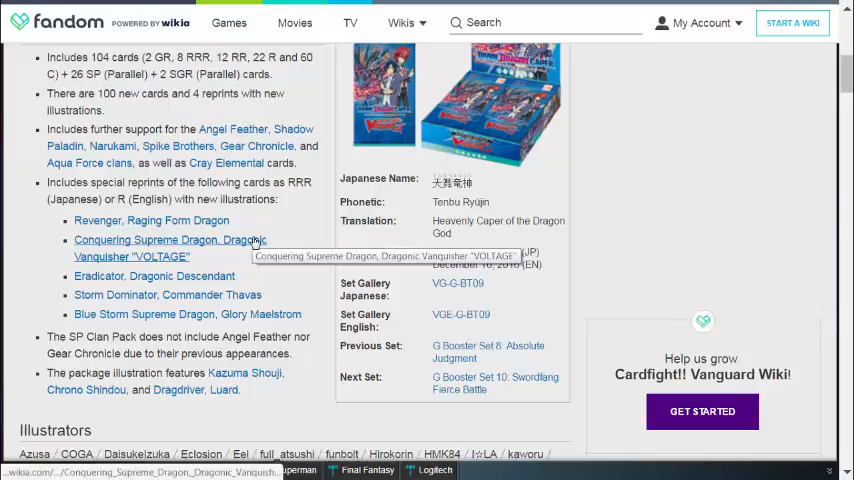 fandom POWERED BY wikia Games Movies TV Wikis Search My Account START A WIKI
Includes 104 cards (2 GR, 8 RRR, 12 RR, 22 R and 60
C) + 26 SP (Parallel) + 2 SGR (Parallel) cards.
There are 100 new cards and 4 reprints with new
illustrations.
Includes further support for the Angel Feather, Shadow
Paladin, Narukami, Spike Brothers, Gear Chronicle, and
Aqua Force clans, as well as Cray Elemental cards.
Includes special reprints of the following cards as RRR
(Japanese) or R (English) with new illustrations:
Revenger, Raging Form Dragon
Conquering Supreme Dragon, Dragonic
Vanquisher "VOLTAGE"
Conquering Supreme Dragon, Dragonic Vanquisher "VOLTAGE"
Eradicator, Dragonic Descendant
Storm Dominator, Commander Thavas
Blue Storm Supreme Dragon, Glory Maelstrom
The SP Clan Pack does not include Angel Feather nor
Gear Chronicle due to their previous appearances.
The package illustration features Kazuma Shouji,
Chrono Shindou, and Dragdriver, Luard.
Illustrators
Azusa / COGA / DaisukeIzuka / Eclosion / Eel / full_atsushi / funbolt / Hirokorin / HMK84 / I☆LA / kaworu /
Japanese Name: 天舞竜神
Phonetic: Tenbu Ryūjin
Translation: Heavenly Caper of the Dragon
God
(JP)
December 16, 2016 (EN)
Set Gallery Japanese: VG-G-BT09
Set Gallery English: VGE-G-BT09
Previous Set: G Booster Set 8: Absolute
Judgment
Next Set: G Booster Set 10: Swordfang
Fierce Battle
Help us grow
Cardfight!! Vanguard Wiki!
GET STARTED
...wikia.com/.../Conquering_Supreme_Dragon,_Dragonic_Vanquish... uperman Final Fantasy Logitech